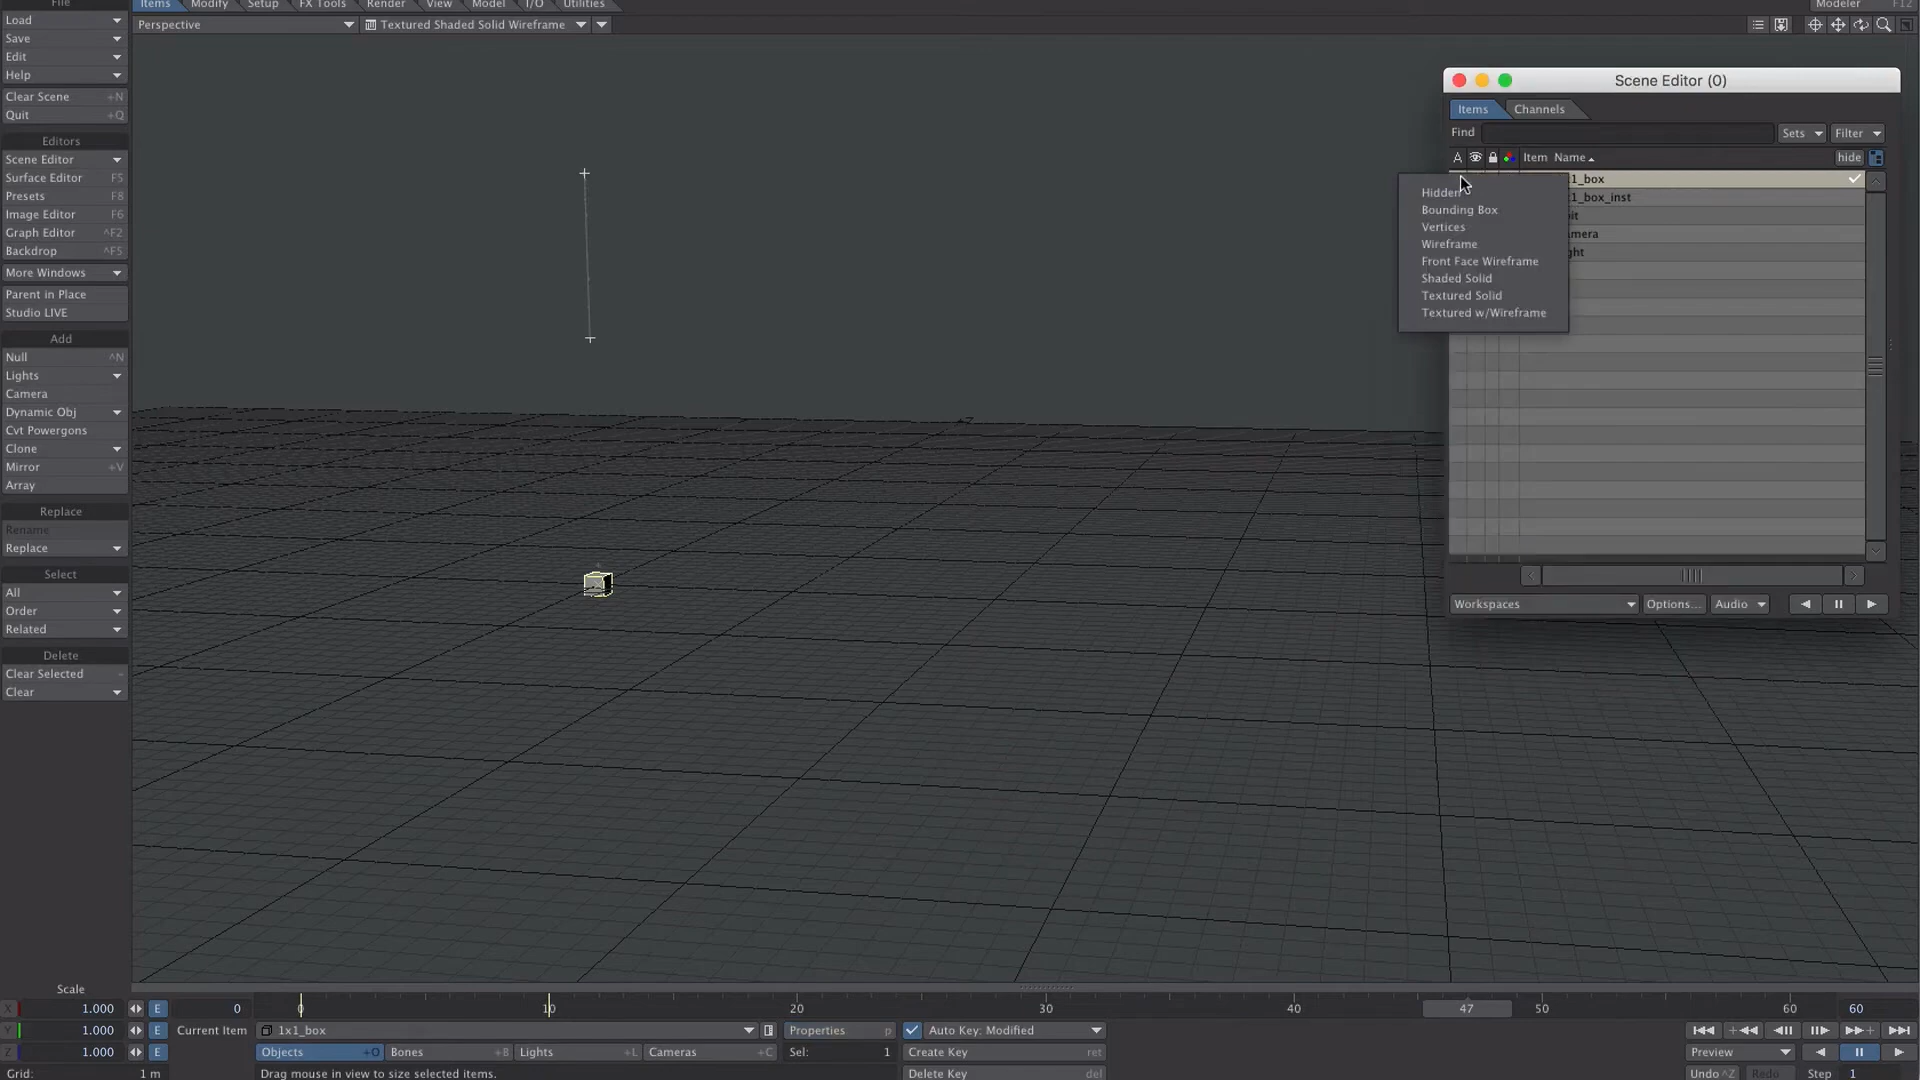 File
Items Modify Setup FX Tools Render View Model I/O Utilities Modeler F12
Load
Perspective Textured Shaded Solid Wireframe
Save
Edit
Help
Clear Scene +N
Quit +Q
Editors
Scene Editor
Surface Editor F5
Presets F8
Image Editor F6
Graph Editor ^F2
Backdrop ^F5
More Windows
Parent in Place
Studio LIVE
Add
Null ^N
Lights
Camera
Dynamic Obj
Cvt Powergons
Clone
Mirror +V
Array
Replace
Rename
Replace
Select
All
Order
Related
Delete
Clear Selected -
Clear
Scene Editor (0)
Items Channels
Find Sets Filter
A Item Name hide
1_box
1_box_inst
mera
ght
Hidden
Bounding Box
Vertices
Wireframe
Front Face Wireframe
Shaded Solid
Textured Solid
Textured w/Wireframe
Workspaces Options... Audio
Scale
X 1.000 E 0 0 10 20 30 40 47 50 60 60
Y 1.000 E Current Item 1x1_box Properties p Auto Key: Modified
Z 1.000 E Objects +O Bones +B Lights +L Cameras +C Sel: 1 Create Key ret Preview
Grid: 1 m Drag mouse in view to size selected items. Delete Key del Undo ^Z Redo Step 1